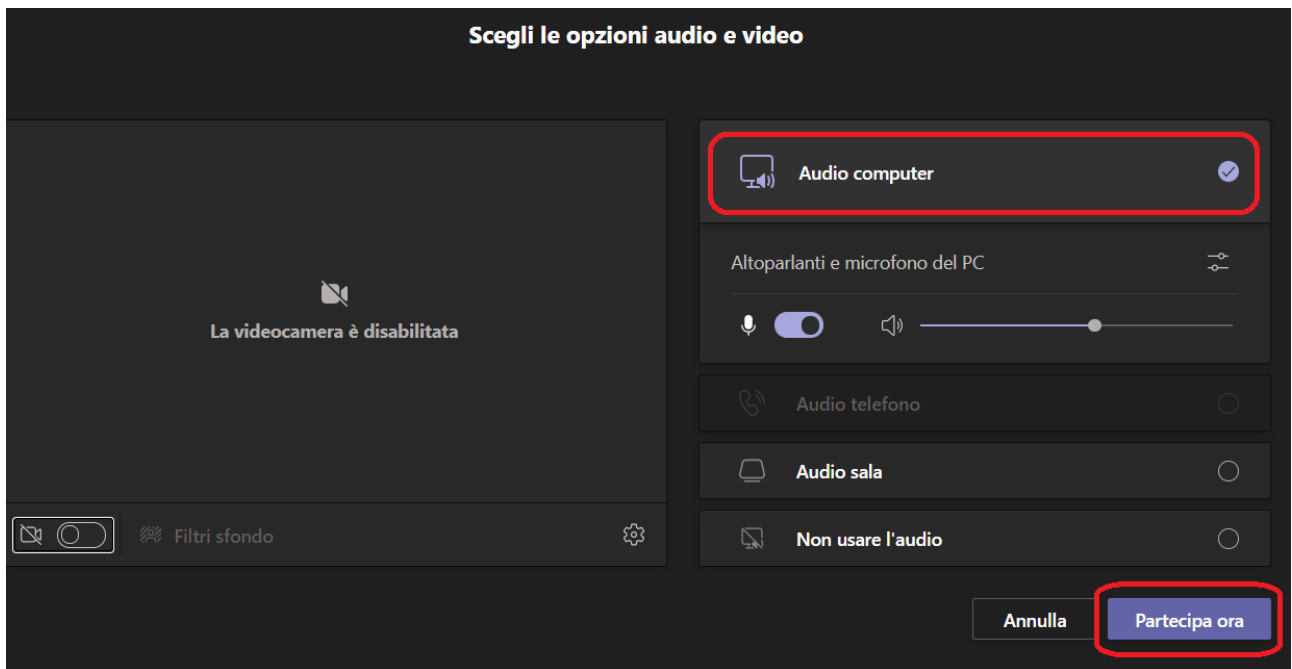 Scegli le opzioni audio e video
La videocamera è disabilitata
Filtri sfondo
Audio computer
Altoparlanti e microfono del PC
Audio telefono
Audio sala
Non usare l'audio
Annulla
Partecipa ora